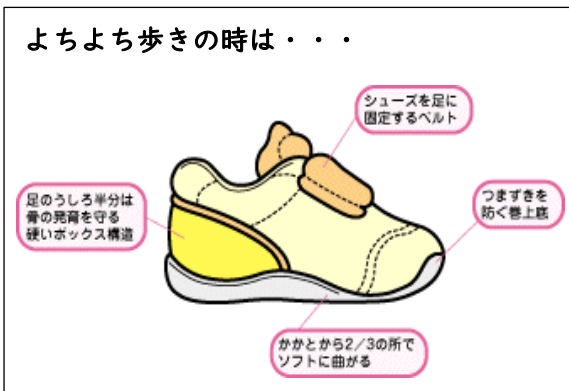 よちよち歩きの時は・・・
シューズを足に
固定するベルト
足のうしろ半分は
骨の発育を守る
硬いボックス構造
つまずきを
防ぐ巻上底
かかとから2/3の所で
ソフトに曲がる